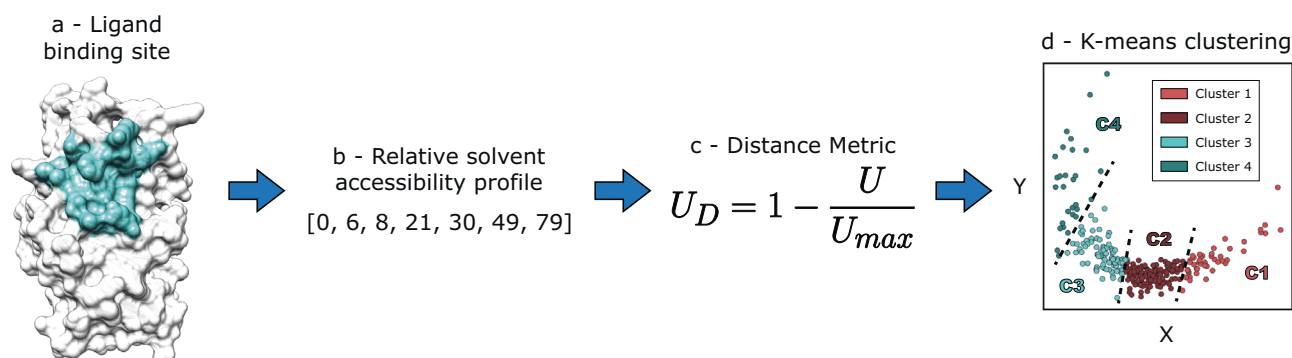 a - Ligand
binding site
b - Relative solvent
accessibility profile
[0, 6, 8, 21, 30, 49, 79]
c - Distance Metric
U_D = 1 - U / U_max
d - K-means clustering
Cluster 1
Cluster 2
Cluster 3
Cluster 4
C4
Y
C2
C3
C1
X